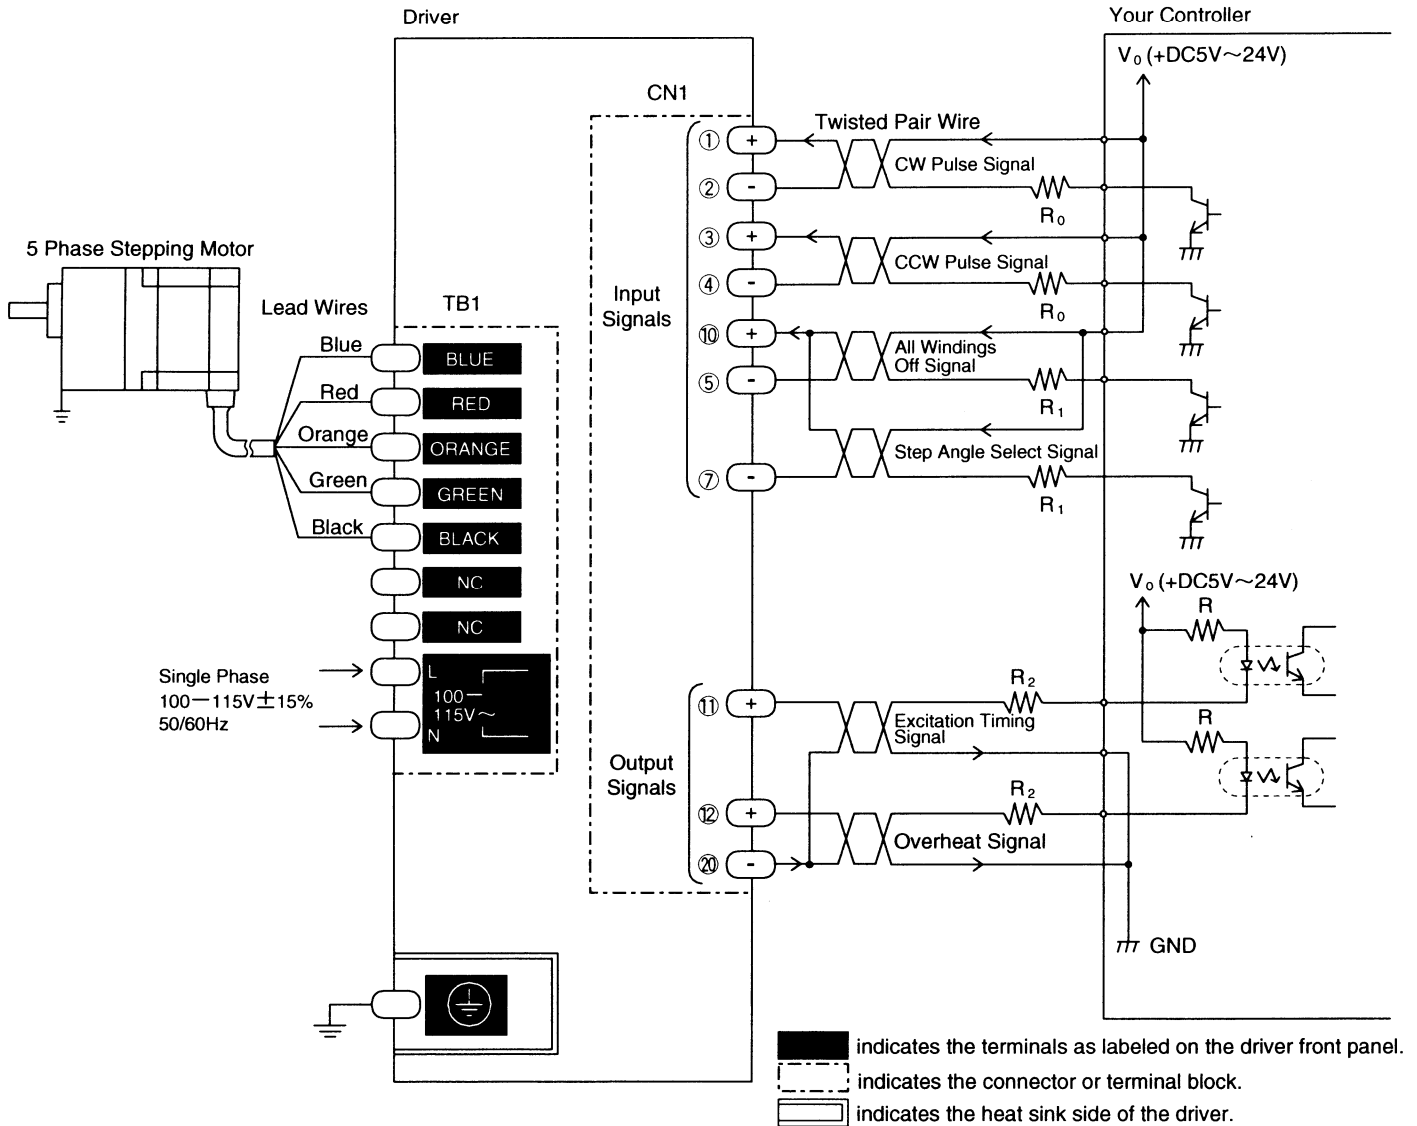 Driver
Your Controller
V₀ (+DC5V～24V)
CN1
Twisted Pair Wire
① +
CW Pulse Signal
② -
R₀
③ +
CCW Pulse Signal
④ -
R₀
Input
Signals
⑩ +
All Windings
Off Signal
⑤ -
R₁
Step Angle Select Signal
⑦ -
R₁
5 Phase Stepping Motor
Lead Wires
TB1
Blue
BLUE
Red
RED
Orange
ORANGE
Green
GREEN
Black
BLACK
NC
NC
Single Phase
100－115V±15%
50/60Hz
L
100－
115V～
N
V₀ (+DC5V～24V)
R
R₂
⑪ +
Excitation Timing
Signal
R
Output
Signals
R₂
⑫ +
Overheat Signal
⑳ -
GND
indicates the terminals as labeled on the driver front panel.
indicates the connector or terminal block.
indicates the heat sink side of the driver.